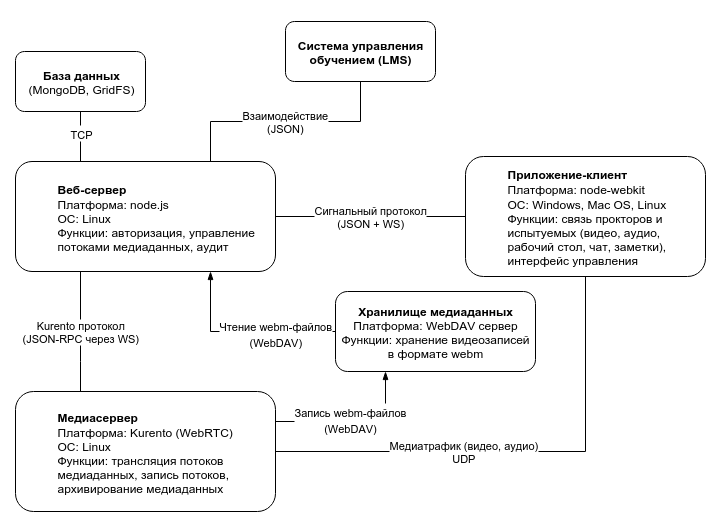 Система управления
обучением (LMS)
База данных
(MongoDB, GridFS)
Взаимодействие
(JSON)
TCP
Веб-сервер
Платформа: node.js
ОС: Linux
Функции: авторизация, управление
потоками медиаданных, аудит
Сигнальный протокол
(JSON + WS)
Приложение-клиент
Платформа: node-webkit
ОС: Windows, Mac OS, Linux
Функции: связь прокторов и
испытуемых (видео, аудио,
рабочий стол, чат, заметки),
интерфейс управления
Kurento протокол
(JSON-RPC через WS)
Чтение webm-файлов
(WebDAV)
Хранилище медиаданных
Платформа: WebDAV сервер
Функции: хранение видеозаписей
в формате webm
Медиасервер
Платформа: Kurento (WebRTC)
ОС: Linux
Функции: трансляция потоков
медиаданных, запись потоков,
архивирование медиаданных
Запись webm-файлов
(WebDAV)
Медиатрафик (видео, аудио)
UDP